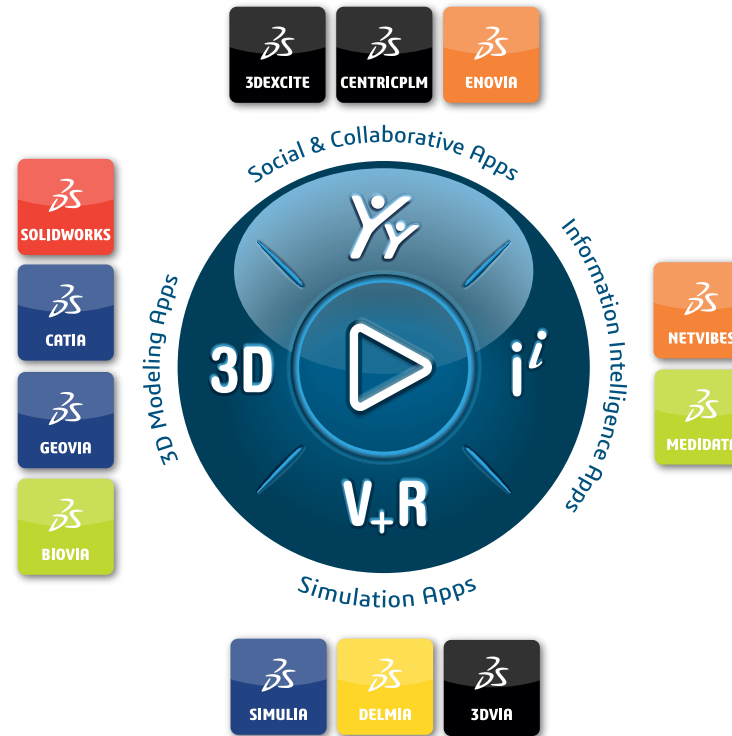 3DEXCITE
CENTRICPLM
ENOVIA
Social & Collaborative Apps
SOLIDWORKS
CATIA
GEOVIA
BIOVIA
3D Modeling Apps
3D
i i
V+R
Information Intelligence Apps
NETVIBES
MEDIDATA
Simulation Apps
SIMULIA
DELMIA
3DVIA